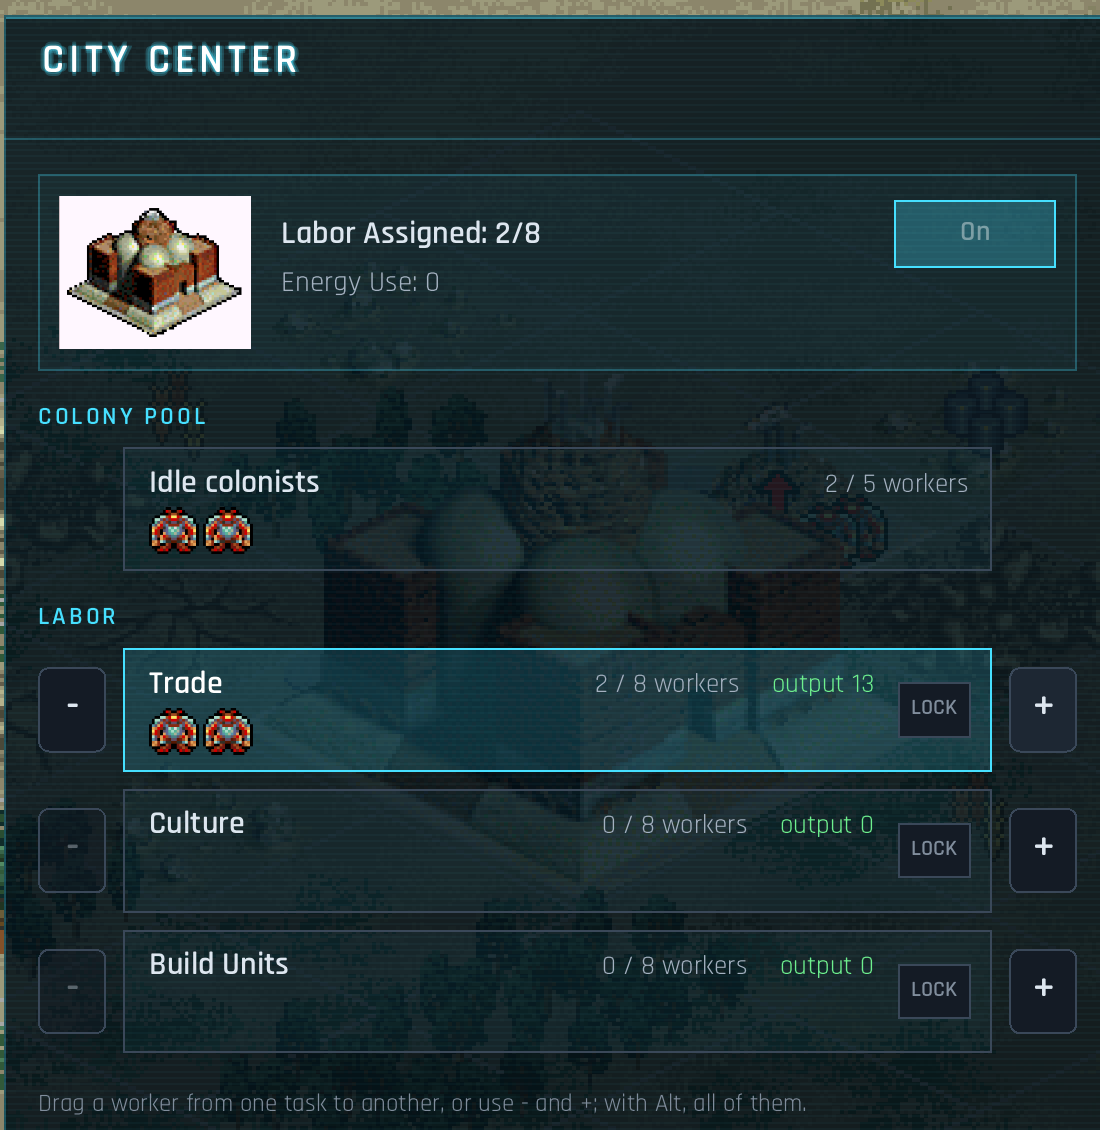 CITY CENTER
Labor Assigned: 2/8
On
Energy Use: 0
COLONY POOL
Idle colonists
2 / 5 workers
LABOR
-
Trade
2 / 8 workers
output 13
LOCK
+
-
Culture
0 / 8 workers
output 0
LOCK
+
-
Build Units
0 / 8 workers
output 0
LOCK
+
Drag a worker from one task to another, or use - and +; with Alt, all of them.